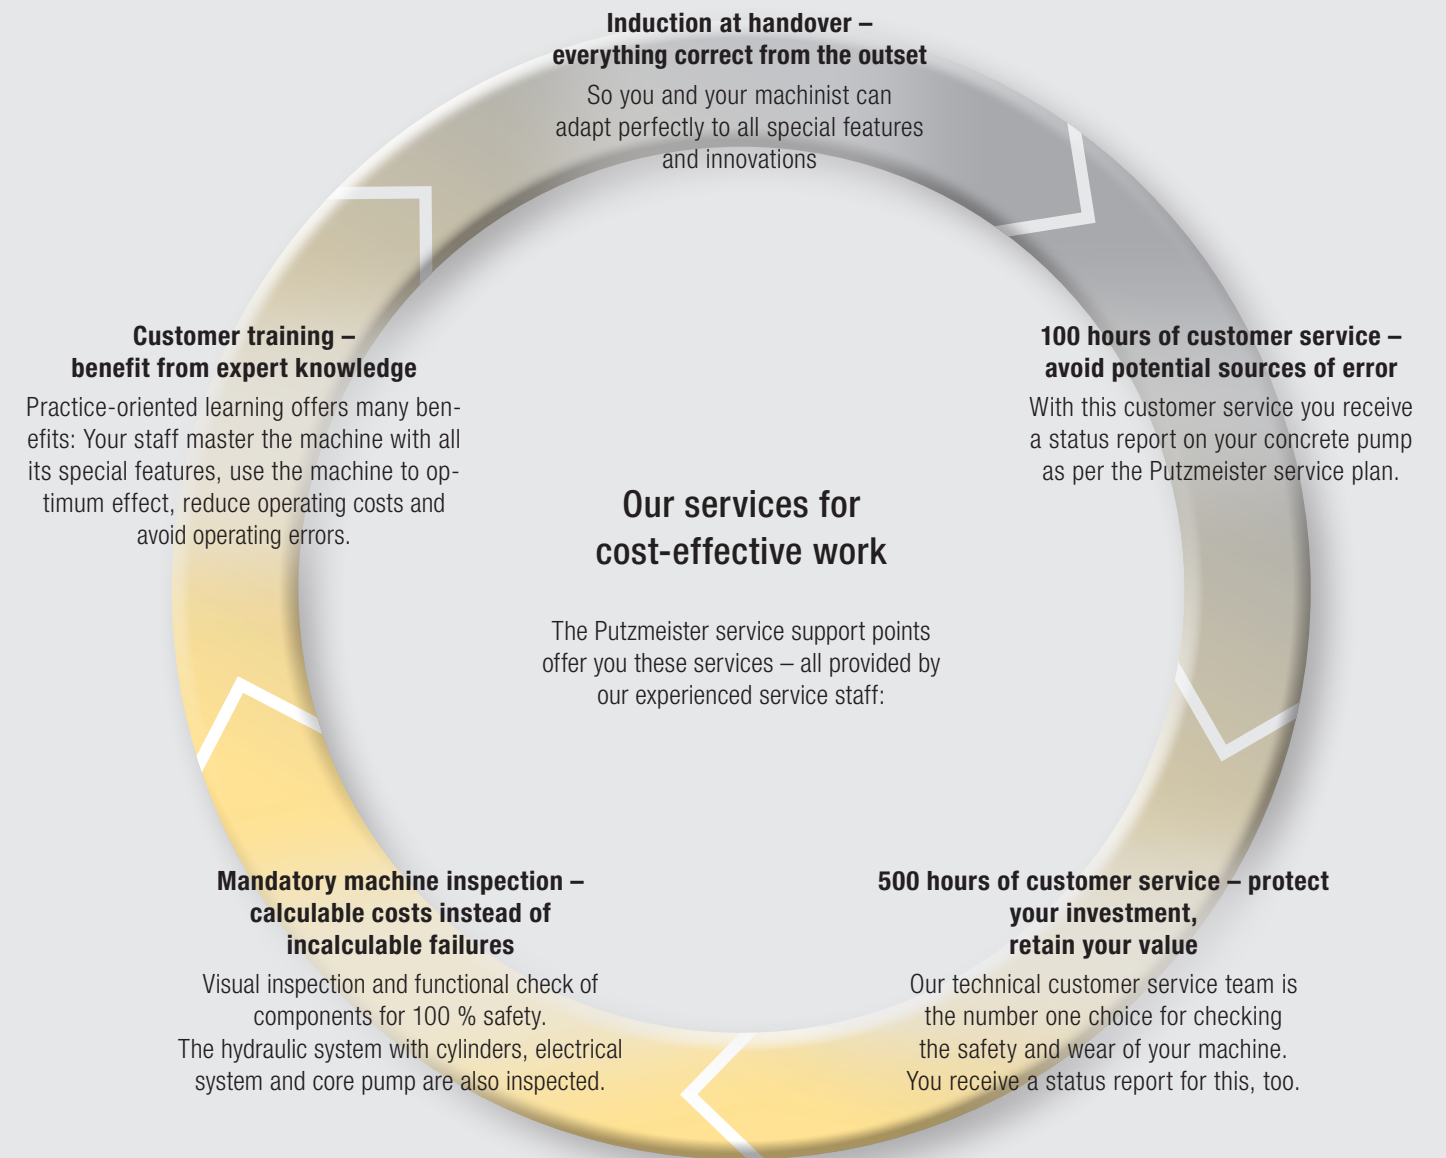 Induction at handover –
everything correct from the outset
So you and your machinist can
adapt perfectly to all special features
and innovations
100 hours of customer service –
avoid potential sources of error
With this customer service you receive
a status report on your concrete pump
as per the Putzmeister service plan.
500 hours of customer service – protect
your investment,
retain your value
Our technical customer service team is
the number one choice for checking
the safety and wear of your machine.
You receive a status report for this, too.
Mandatory machine inspection –
calculable costs instead of
incalculable failures
Visual inspection and functional check of
components for 100 % safety.
The hydraulic system with cylinders, electrical
system and core pump are also inspected.
Customer training –
benefit from expert knowledge
Practice-oriented learning offers many ben-
efits: Your staff master the machine with all
its special features, use the machine to op-
timum effect, reduce operating costs and
avoid operating errors.
Our services for
cost-effective work
The Putzmeister service support points
offer you these services – all provided by
our experienced service staff: